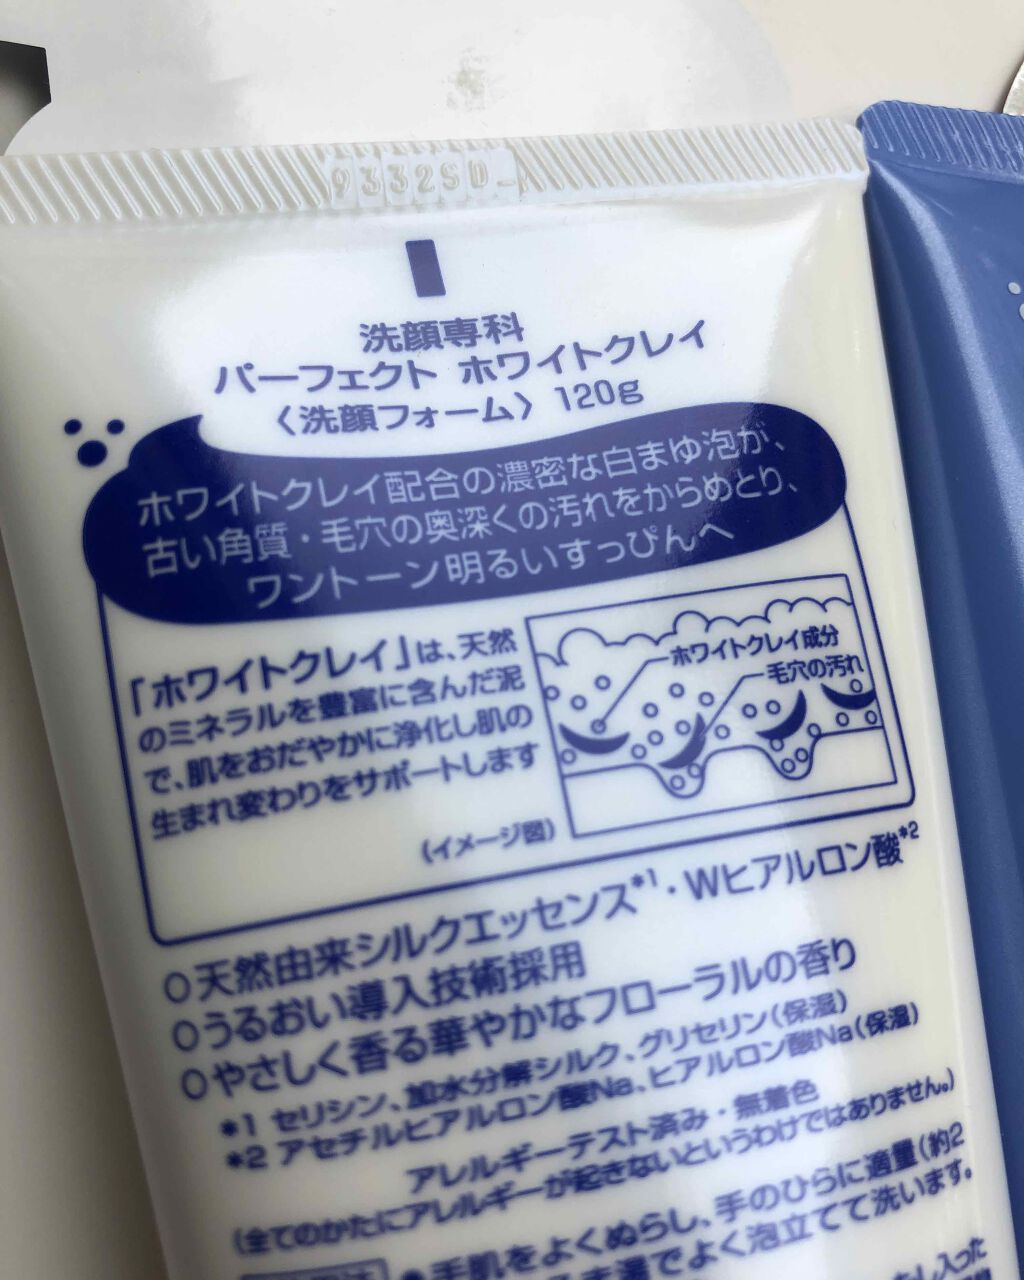 9332SD
洗顔専科
パーフェクト ホワイトクレイ
〈洗顔フォーム〉 120g
ホワイトクレイ配合の濃密な白まゆ泡が、
古い角質・毛穴の奥深くの汚れをからめとり、
ワントーン明るいすっぴんへ
「ホワイトクレイ」は、天然
のミネラルを豊富に含んだ泥
で、肌をおだやかに浄化し肌の
生まれ変わりをサポートします
(イメージ図)
ホワイトクレイ成分
毛穴の汚れ
○天然由来シルクエッセンス*1・Wヒアルロン酸*2
○うるおい導入技術採用
○やさしく香る華やかなフローラルの香り
*1 セリシン、加水分解シルク、グリセリン(保湿)
*2 アセチルヒアルロン酸Na、ヒアルロン酸Na(保湿)
アレルギーテスト済み・無着色
(全てのかたにアレルギーが起きないというわけではありません。)
●手肌をよくぬらし、手のひらに適量(約2
でよく泡立てて洗います。
入った